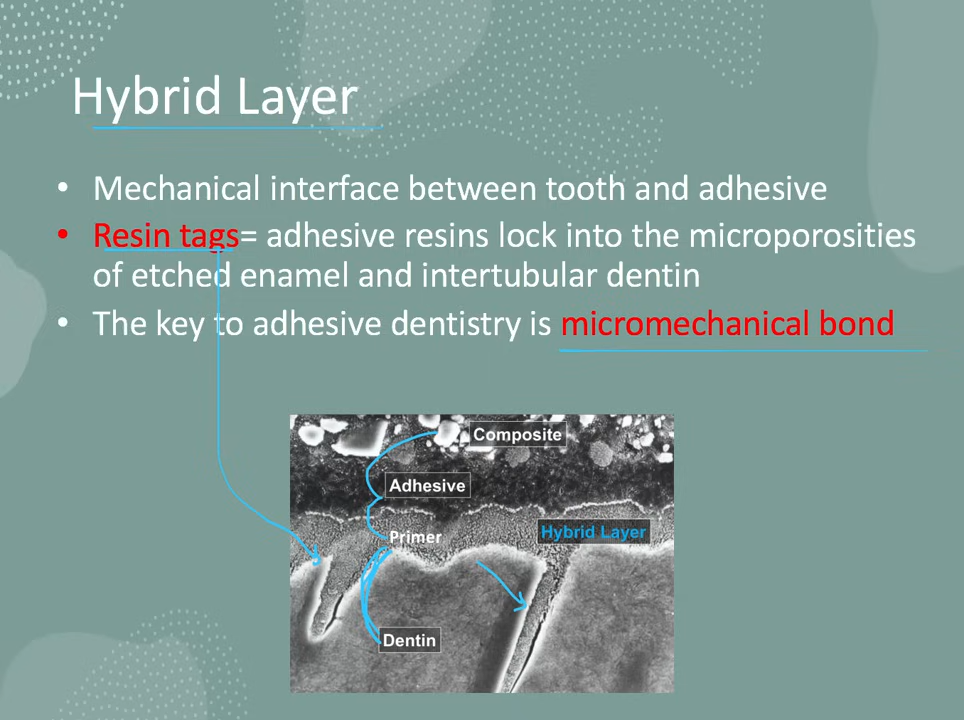 Hybrid Layer
• Mechanical interface between tooth and adhesive
• Resin tags= adhesive resins lock into the microporosities
of etched enamel and intertubular dentin
• The key to adhesive dentistry is micromechanical bond
Composite
Adhesive
Hybrid Layer
Primer
Dentin